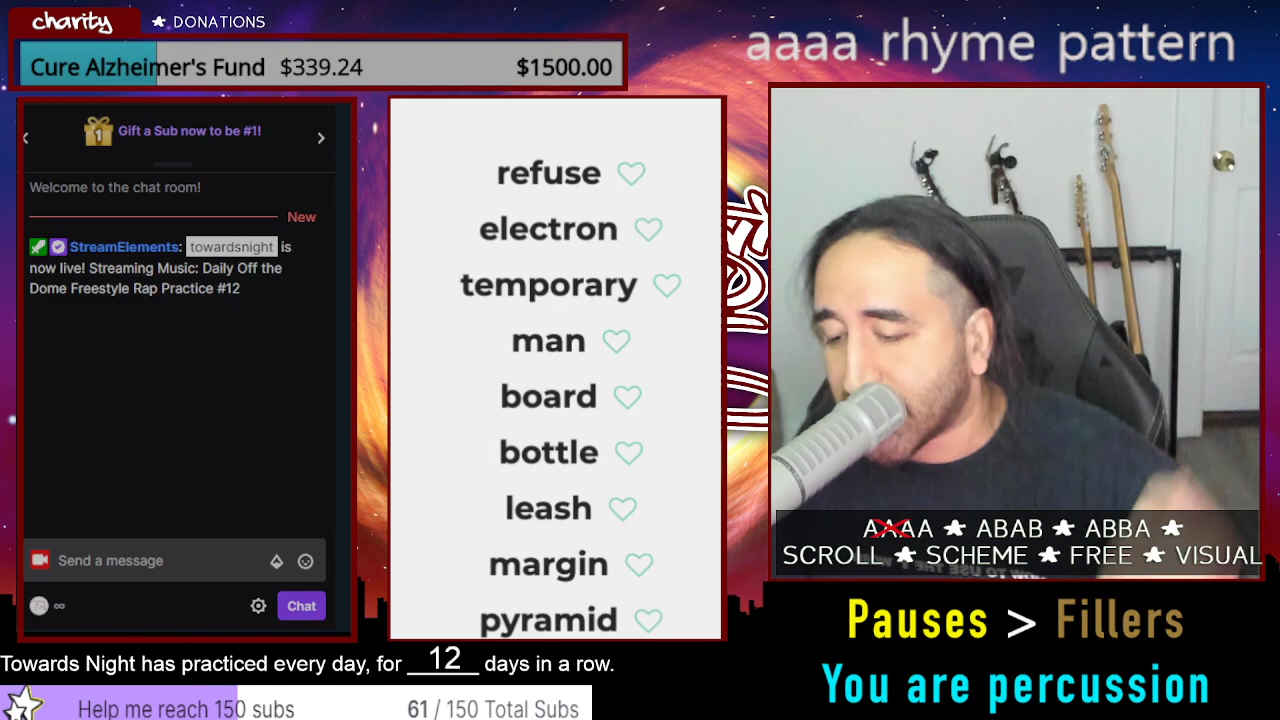 charity
DONATIONS
aaaa rhyme pattern
Cure Alzheimer's Fund $339.24 $1500.00
1 Gift a Sub now to be #1!
Welcome to the chat room!
New
StreamElements: towardsnight is
now live! Streaming Music: Daily Off the
Dome Freestyle Rap Practice #12
Send a message
Chat
refuse
electron
temporary
man
board
bottle
leash
margin
pyramid
AAAA ABAB ABBA
SCROLL SCHEME FREE VISUAL
Pauses > Fillers
You are percussion
Towards Night has practiced every day, for 12 days in a row.
Help me reach 150 subs 61 / 150 Total Subs